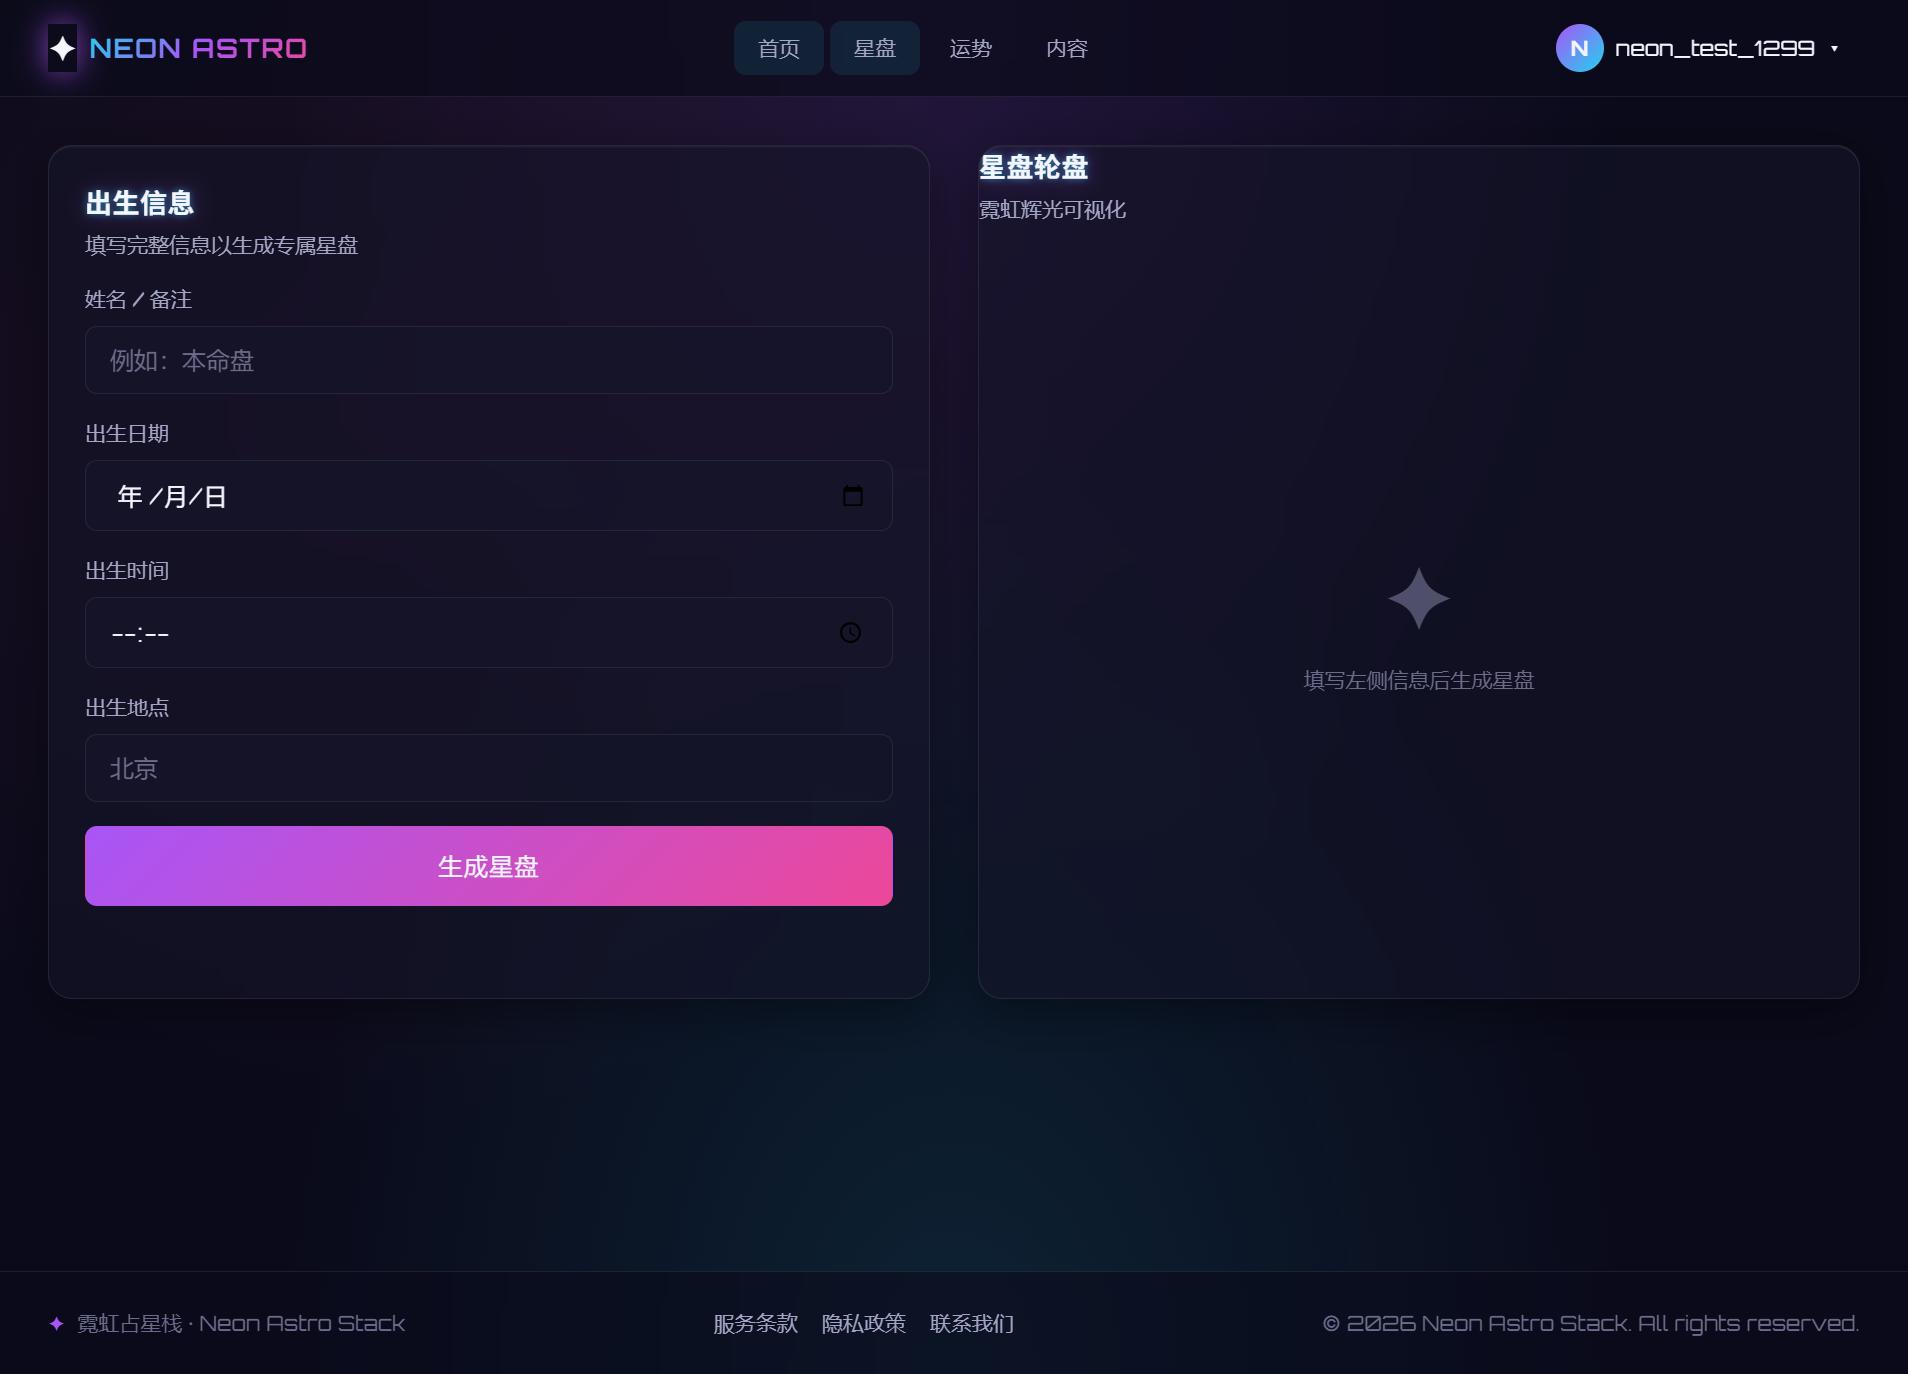 ✦ NEON ASTRO
首页 星盘 运势 内容
N neon_test_1299 ▾
出生信息
填写完整信息以生成专属星盘
姓名 / 备注
例如：本命盘
出生日期
年 /月/日
出生时间
--:--
出生地点
北京
生成星盘
星盘轮盘
霓虹辉光可视化
填写左侧信息后生成星盘
✦ 霓虹占星栈 · Neon Astro Stack
服务条款 隐私政策 联系我们
© 2026 Neon Astro Stack. All rights reserved.